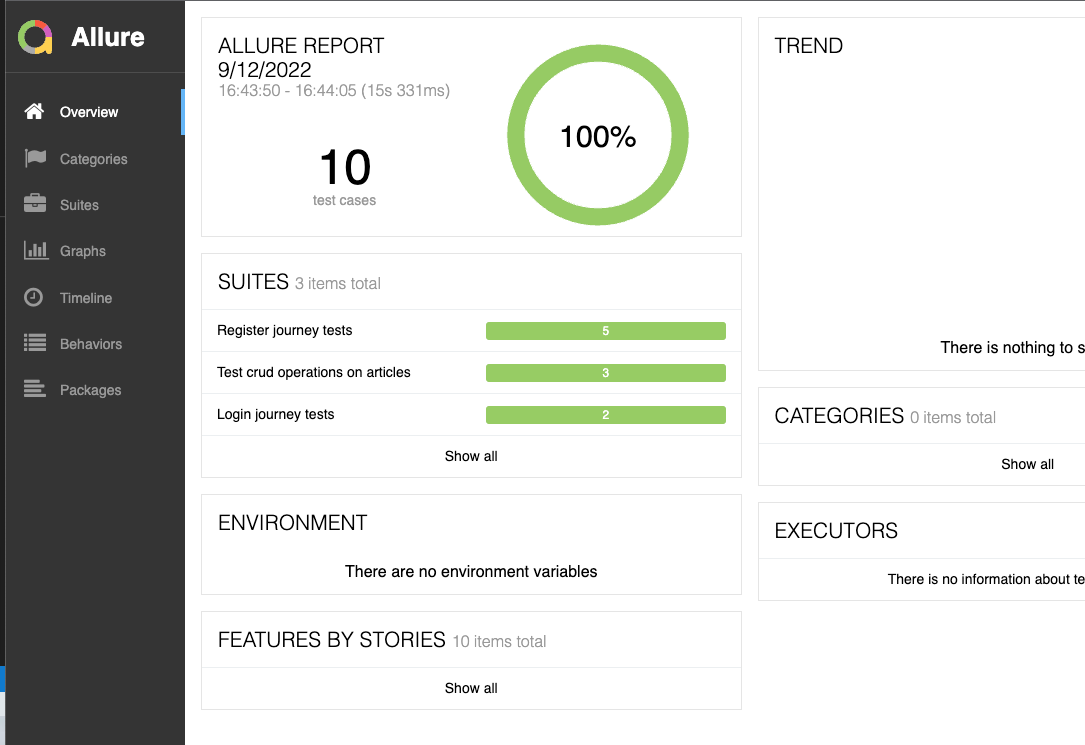 Allure
Overview
Categories
Suites
Graphs
Timeline
Behaviors
Packages
ALLURE REPORT
9/12/2022
16:43:50 - 16:44:05 (15s 331ms)
10
test cases
100%
SUITES 3 items total
Register journey tests 5
Test crud operations on articles 3
Login journey tests 2
Show all
ENVIRONMENT
There are no environment variables
FEATURES BY STORIES 10 items total
Show all
TREND
There is nothing to s
CATEGORIES 0 items total
Show all
EXECUTORS
There is no information about te